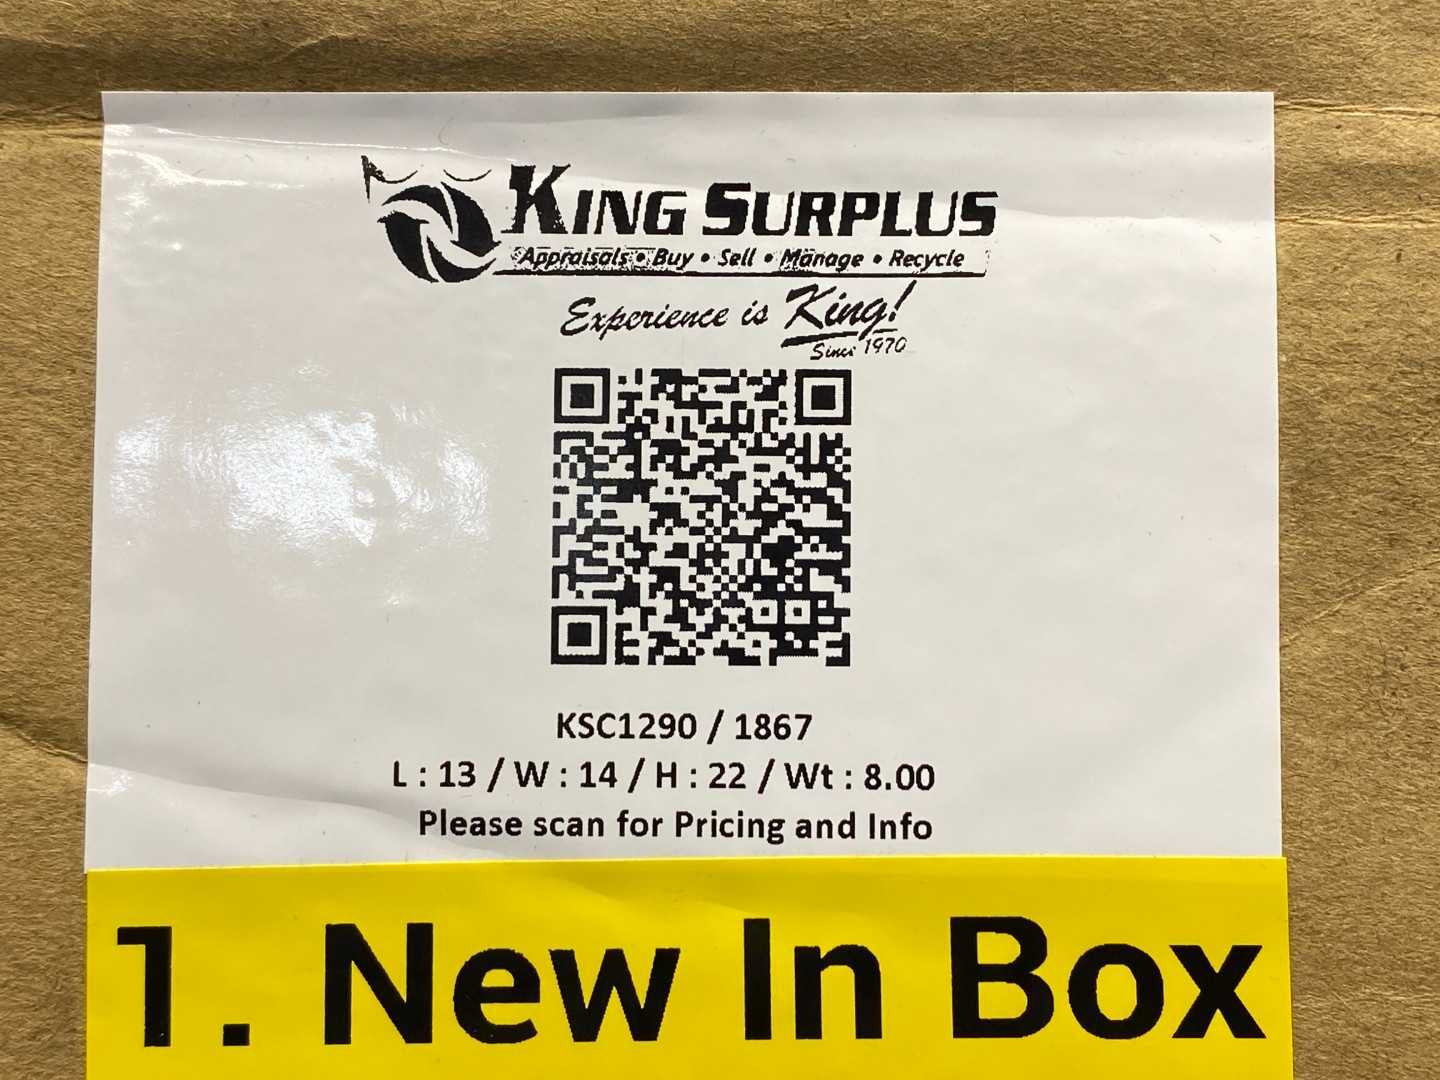 KING SURPLUS
Appraisals • Buy • Sell • Manage • Recycle
Experience is King!
Since 1970
KSC1290 / 1867
L : 13 / W : 14 / H : 22 / Wt : 8.00
Please scan for Pricing and Info
1. New In Box